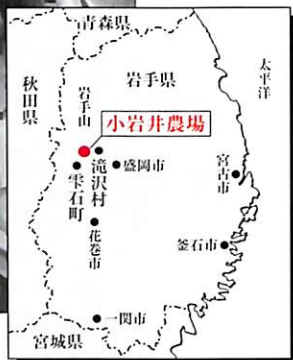 青森県
秋田県
岩手県
太平洋
岩手山
小岩井農場
滝沢村
雫石町
盛岡市
宮古市
花巻市
釜石市
一関市
宮城県